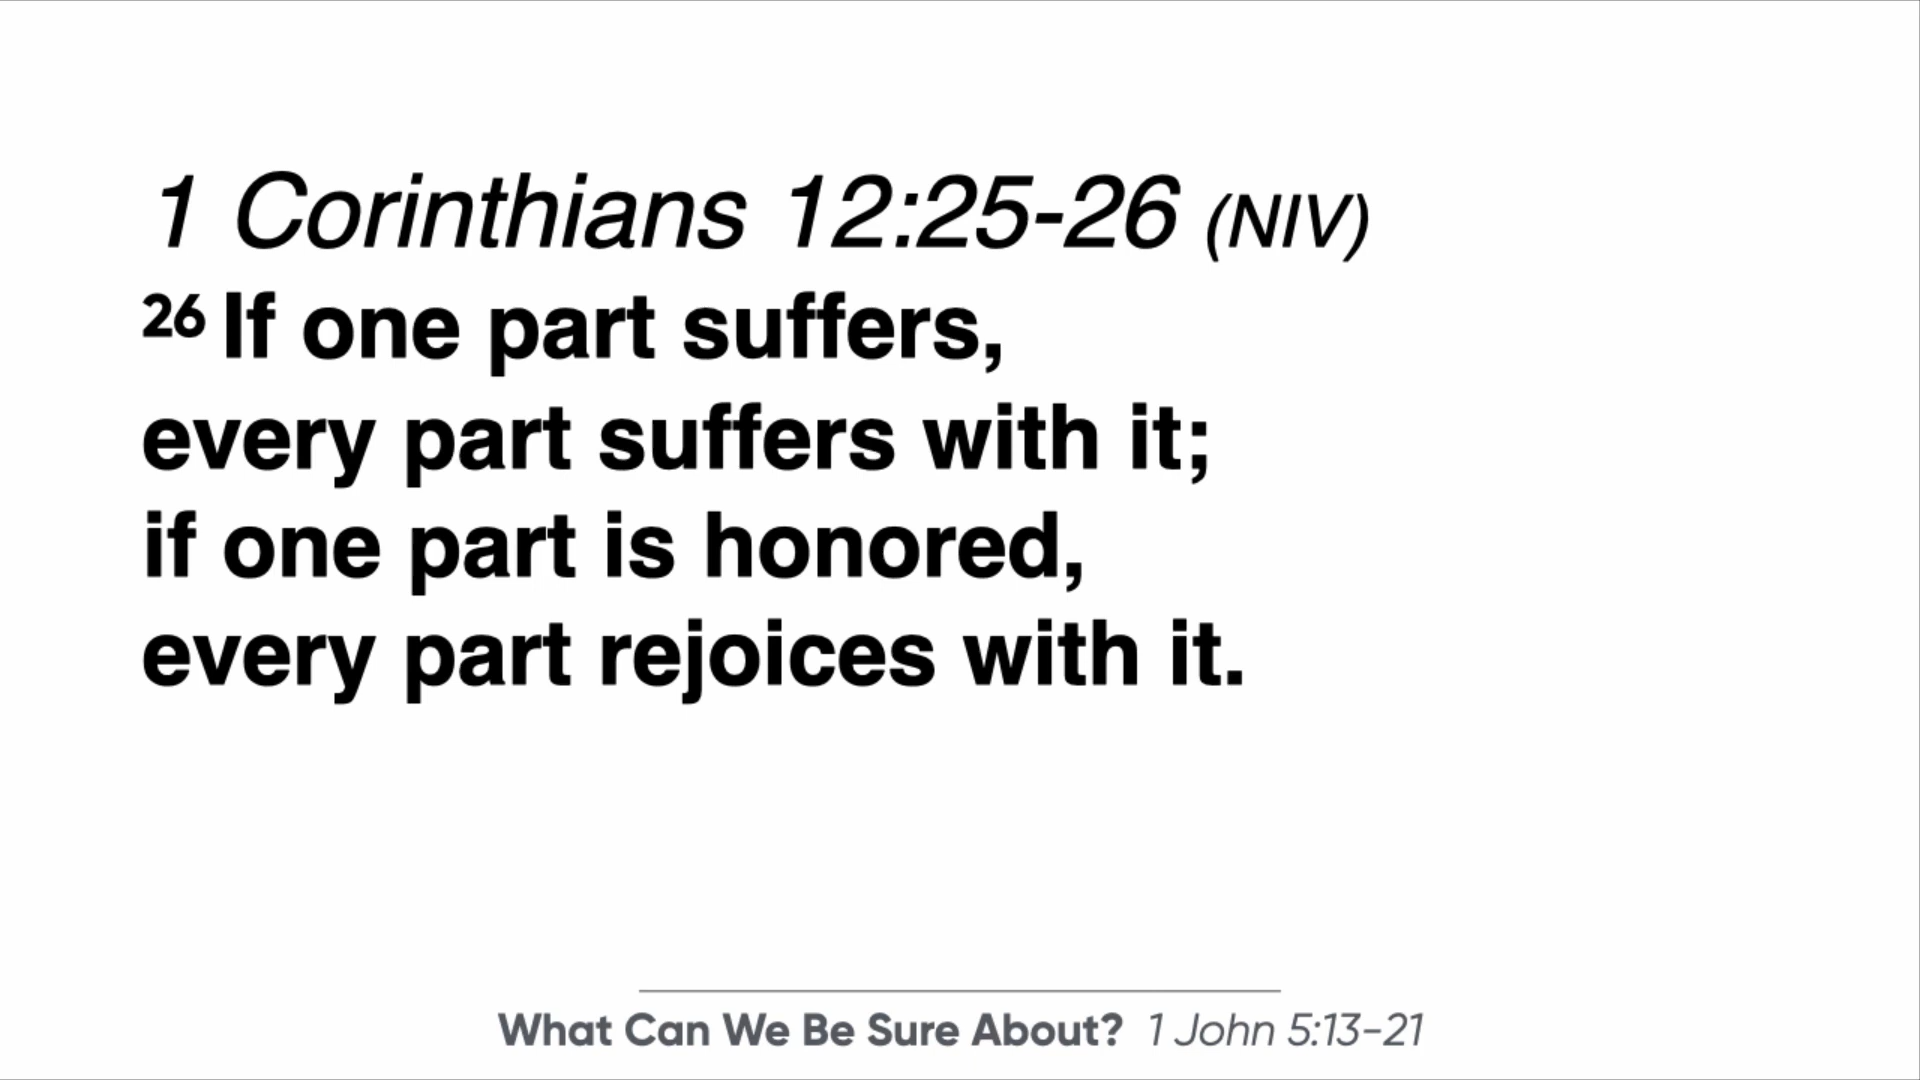 1 Corinthians 12:25-26 (NIV)
26 If one part suffers,
every part suffers with it;
if one part is honored,
every part rejoices with it.
What Can We Be Sure About? 1 John 5:13–21